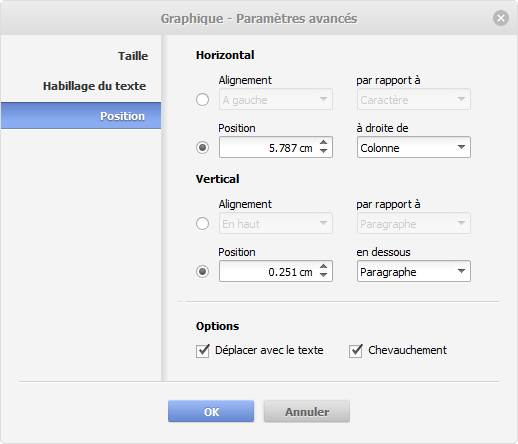 Graphique - Paramètres avancés
Taille
Habillage du texte
Position
Horizontal
Alignement par rapport à
A gauche Caractère
Position à droite de
5.787 cm Colonne
Vertical
Alignement par rapport à
En haut Paragraphe
Position en dessous
0.251 cm Paragraphe
Options
Déplacer avec le texte Chevauchement
OK Annuler